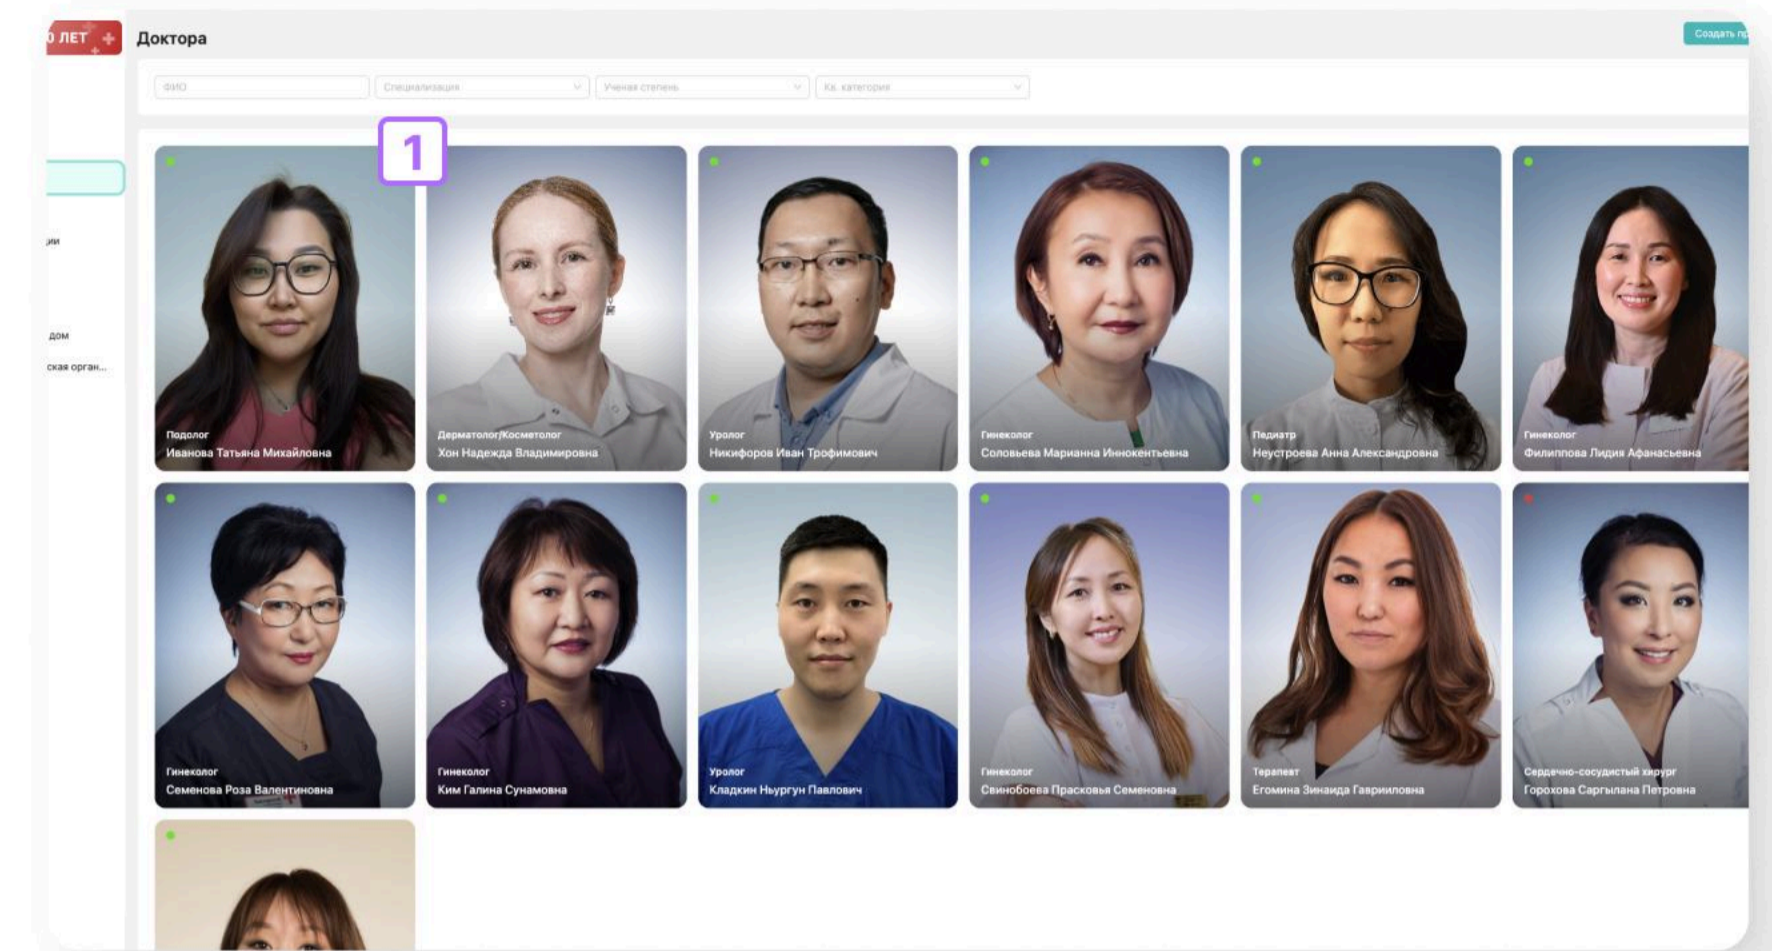 0 ЛЕТ
Доктора
Создать пр
ФИО
Специализация
Ученая степень
Кв. категория
1
ции
дом
ская орган...
Подолог
Иванова Татьяна Михайловна
Дерматолог/Косметолог
Хон Надежда Владимировна
Уролог
Никифоров Иван Трофимович
Гинеколог
Соловьева Марианна Иннокентьевна
Педиатр
Неустроева Анна Александровна
Гинеколог
Филиппова Лидия Афанасьевна
Гинеколог
Семенова Роза Валентиновна
Гинеколог
Ким Галина Сунамовна
Уролог
Кладкин Ньургун Павлович
Гинеколог
Свинобоева Прасковья Семеновна
Терапевт
Егомина Зинаида Гаврииловна
Сердечно-сосудистый хирург
Горохова Саргылана Петровна